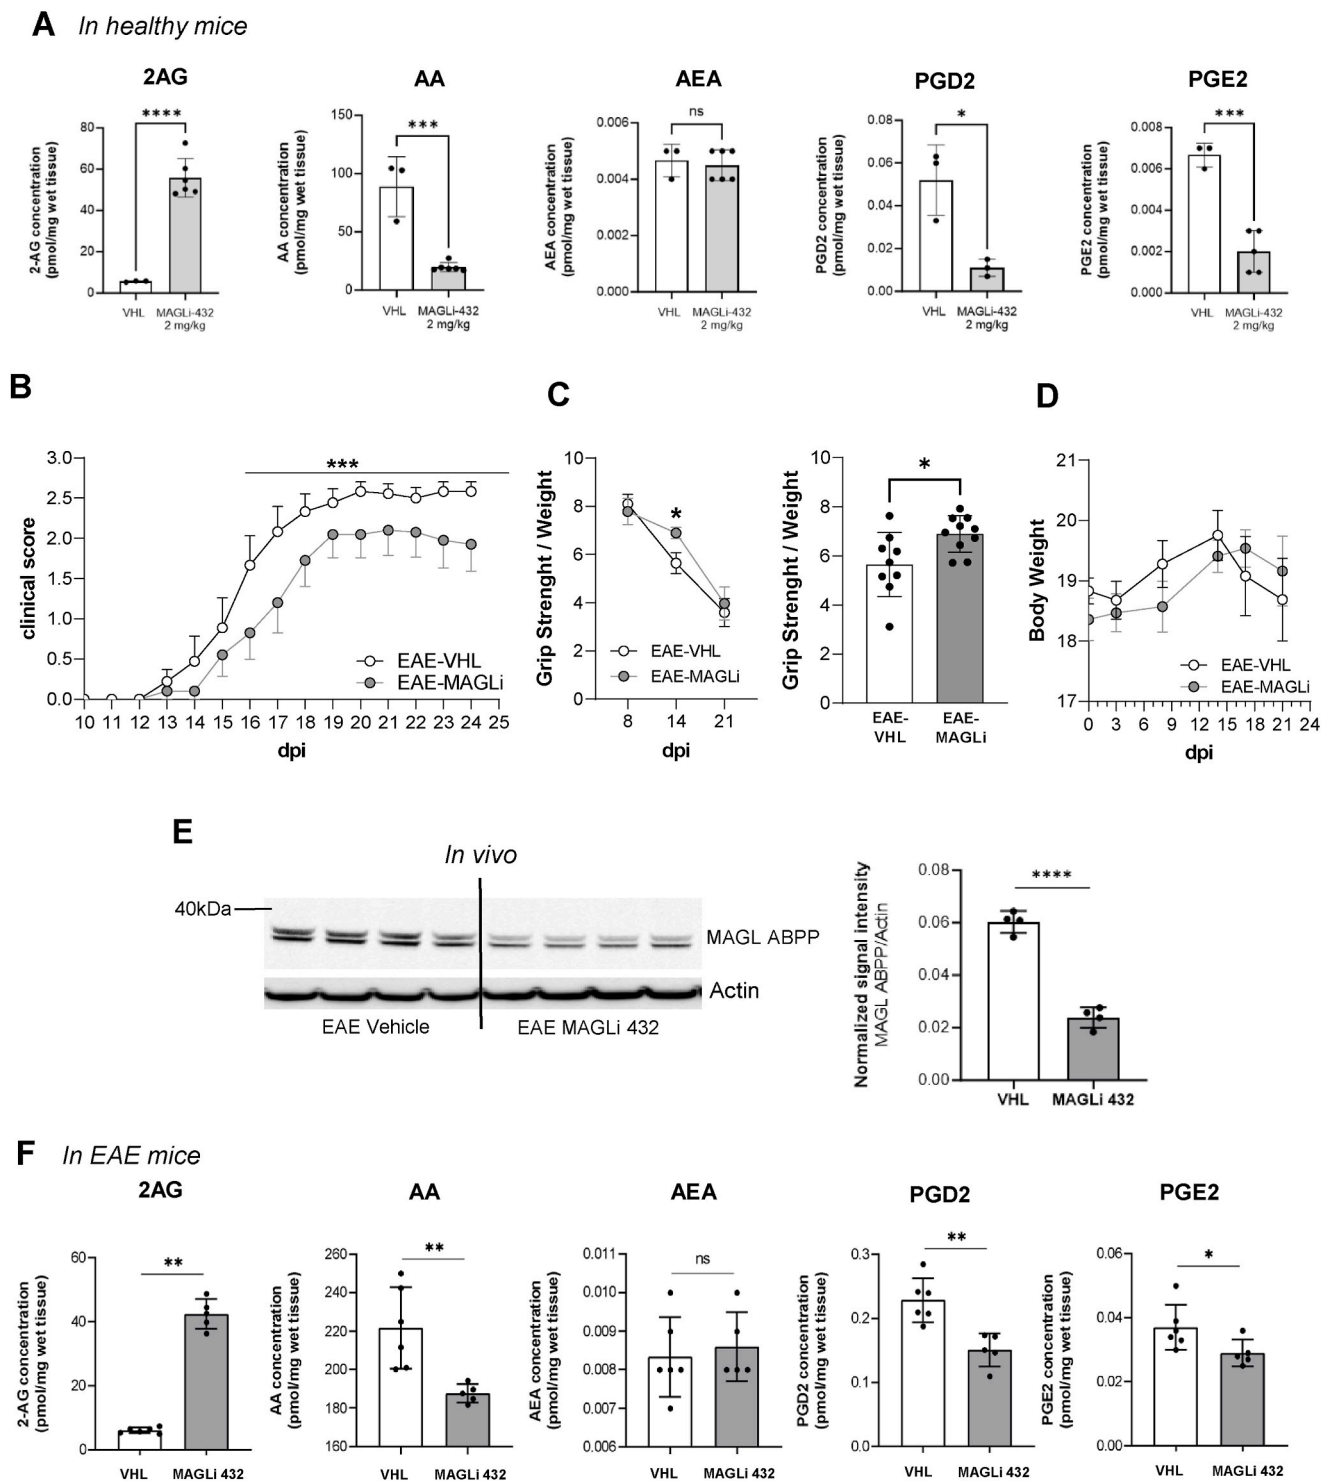 A In healthy mice
2AG
AA
AEA
PGD2
PGE2
2-AG concentration
(pmol/mg wet tissue)
80
60
40
20
0
****
VHL MAGLi-432
2 mg/kg
AA concentration
(pmol/mg wet tissue)
150
100
50
0
***
VHL MAGLi-432
2 mg/kg
AEA concentration
(pmol/mg wet tissue)
0.006
0.004
0.002
0.000
ns
VHL MAGLi-432
2 mg/kg
PGD2 concentration
(pmol/mg wet tissue)
0.08
0.06
0.04
0.02
0.00
*
VHL MAGLi-432
2 mg/kg
PGE2 concentration
(pmol/mg wet tissue)
0.008
0.006
0.004
0.002
0.000
***
VHL MAGLi-432
2 mg/kg
B
clinical score
3.0
2.5
2.0
1.5
1.0
0.5
0.0
***
EAE-VHL
EAE-MAGLi
10 11 12 13 14 15 16 17 18 19 20 21 22 23 24 25
dpi
C
Grip Strenght / Weight
10
8
6
4
2
0
*
EAE-VHL
EAE-MAGLi
8 14 21
dpi
Grip Strenght / Weight
10
8
6
4
2
0
*
EAE- EAE-
VHL MAGLi
D
Body Weight
21
20
19
18
17
EAE-VHL
EAE-MAGLi
0 3 6 9 12 15 18 21 24
dpi
E
In vivo
40kDa
MAGL ABPP
Actin
EAE Vehicle EAE MAGLi 432
Normalized signal intensity
MAGL ABPP/Actin
0.08
0.06
0.04
0.02
0.00
****
VHL MAGLi 432
F In EAE mice
2AG
AA
AEA
PGD2
PGE2
2-AG concentration
(pmol/mg wet tissue)
60
40
20
0
**
VHL MAGLi 432
AA concentration
(pmol/mg wet tissue)
260
240
220
200
180
160
**
VHL MAGLi 432
AEA concentration
(pmol/mg wet tissue)
0.011
0.010
0.009
0.008
0.007
0.006
ns
VHL MAGLi 432
PGD2 concentration
(pmol/mg wet tissue)
0.3
0.2
0.1
0.0
**
VHL MAGLi 432
PGE2 concentration
(pmol/mg wet tissue)
0.06
0.04
0.02
0.00
*
VHL MAGLi 432